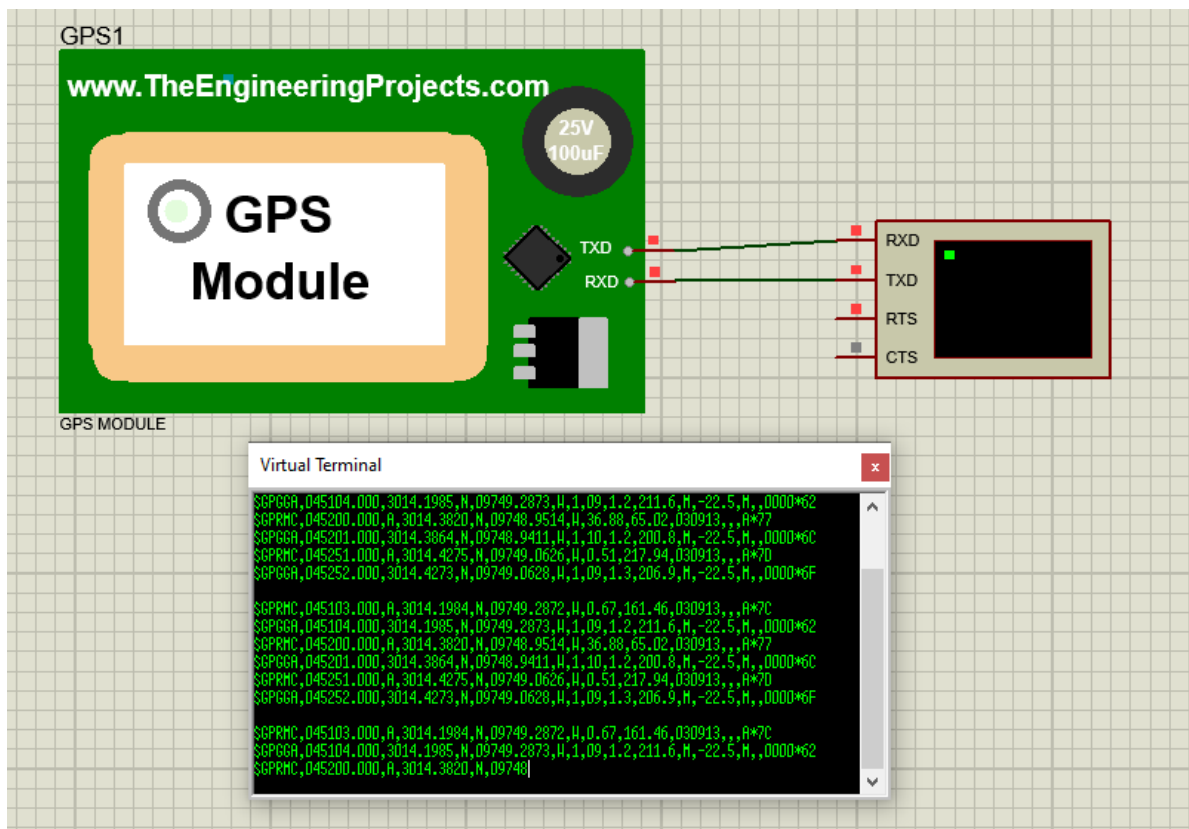 GPS1
www.TheEngineeringProjects.com
25V
100uF
GPS
Module
TXD
RXD
RXD
TXD
RTS
CTS
GPS MODULE
Virtual Terminal
x
$GPGGA,045104.000,3014.1985,N,09749.2873,W,1,09,1.2,211.6,M,-22.5,M,,0000*62
$GPRMC,045200.000,A,3014.3820,N,09748.9514,W,36.88,65.02,030913,,,A*77
$GPGGA,045201.000,3014.3864,N,09748.9411,W,1,10,1.2,200.8,M,-22.5,M,,0000*6C
$GPRMC,045251.000,A,3014.4275,N,09749.0626,W,0.51,217.94,030913,,,A*7D
$GPGGA,045252.000,3014.4273,N,09749.0628,W,1,09,1.3,206.9,M,-22.5,M,,0000*6F
$GPRMC,045103.000,A,3014.1984,N,09749.2872,W,0.67,161.46,030913,,,A*7C
$GPGGA,045104.000,3014.1985,N,09749.2873,W,1,09,1.2,211.6,M,-22.5,M,,0000*62
$GPRMC,045200.000,A,3014.3820,N,09748.9514,W,36.88,65.02,030913,,,A*77
$GPGGA,045201.000,3014.3864,N,09748.9411,W,1,10,1.2,200.8,M,-22.5,M,,0000*6C
$GPRMC,045251.000,A,3014.4275,N,09749.0626,W,0.51,217.94,030913,,,A*7D
$GPGGA,045252.000,3014.4273,N,09749.0628,W,1,09,1.3,206.9,M,-22.5,M,,0000*6F
$GPRMC,045103.000,A,3014.1984,N,09749.2872,W,0.67,161.46,030913,,,A*7C
$GPGGA,045104.000,3014.1985,N,09749.2873,W,1,09,1.2,211.6,M,-22.5,M,,0000*62
$GPRMC,045200.000,A,3014.3820,N,09748